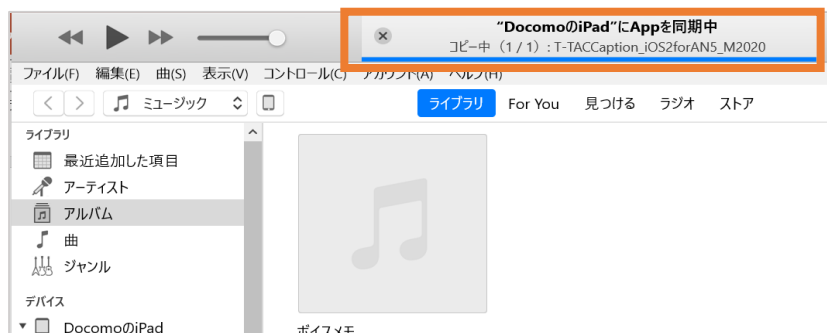 “DocomoのiPad”にAppを同期中
コピー中（1 / 1）: T-TACCaption_iOS2forAN5_M2020
ファイル(F) 編集(E) 曲(S) 表示(V) コントロール(C) アカウント(A) ヘルプ(H)
ミュージック ライブラリ For You 見つける ラジオ ストア
ライブラリ
最近追加した項目
アーティスト
アルバム
曲
ジャンル
デバイス
DocomoのiPad
ボイスメモ